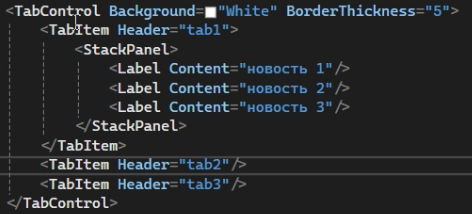 <TabControl Background="White" BorderThickness="5">
<TabItem Header="tab1">
<StackPanel>
<Label Content="новость 1"/>
<Label Content="новость 2"/>
<Label Content="новость 3"/>
</StackPanel>
</TabItem>
<TabItem Header="tab2"/>
<TabItem Header="tab3"/>
</TabControl>